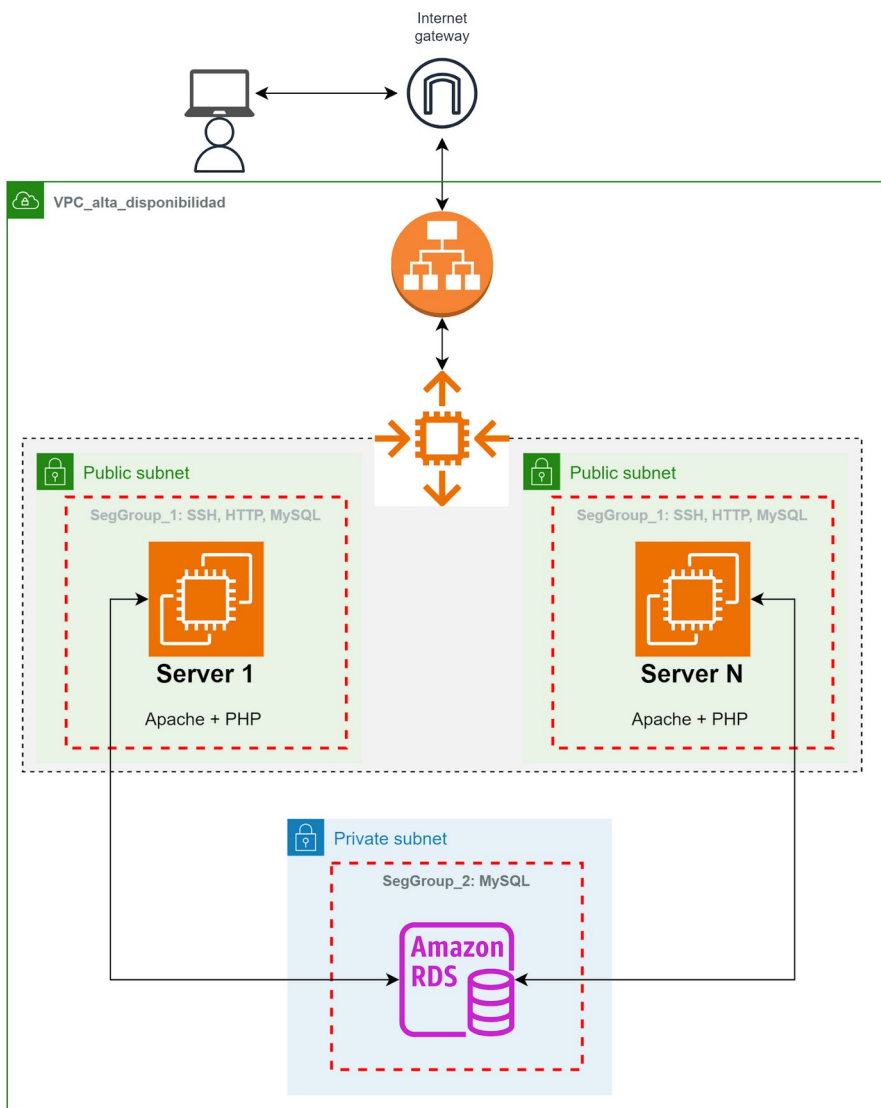 Internet
gateway
VPC_alta_disponibilidad
Public subnet
SegGroup_1: SSH, HTTP, MySQL
Server 1
Apache + PHP
Public subnet
SegGroup_1: SSH, HTTP, MySQL
Server N
Apache + PHP
Private subnet
SegGroup_2: MySQL
Amazon
RDS